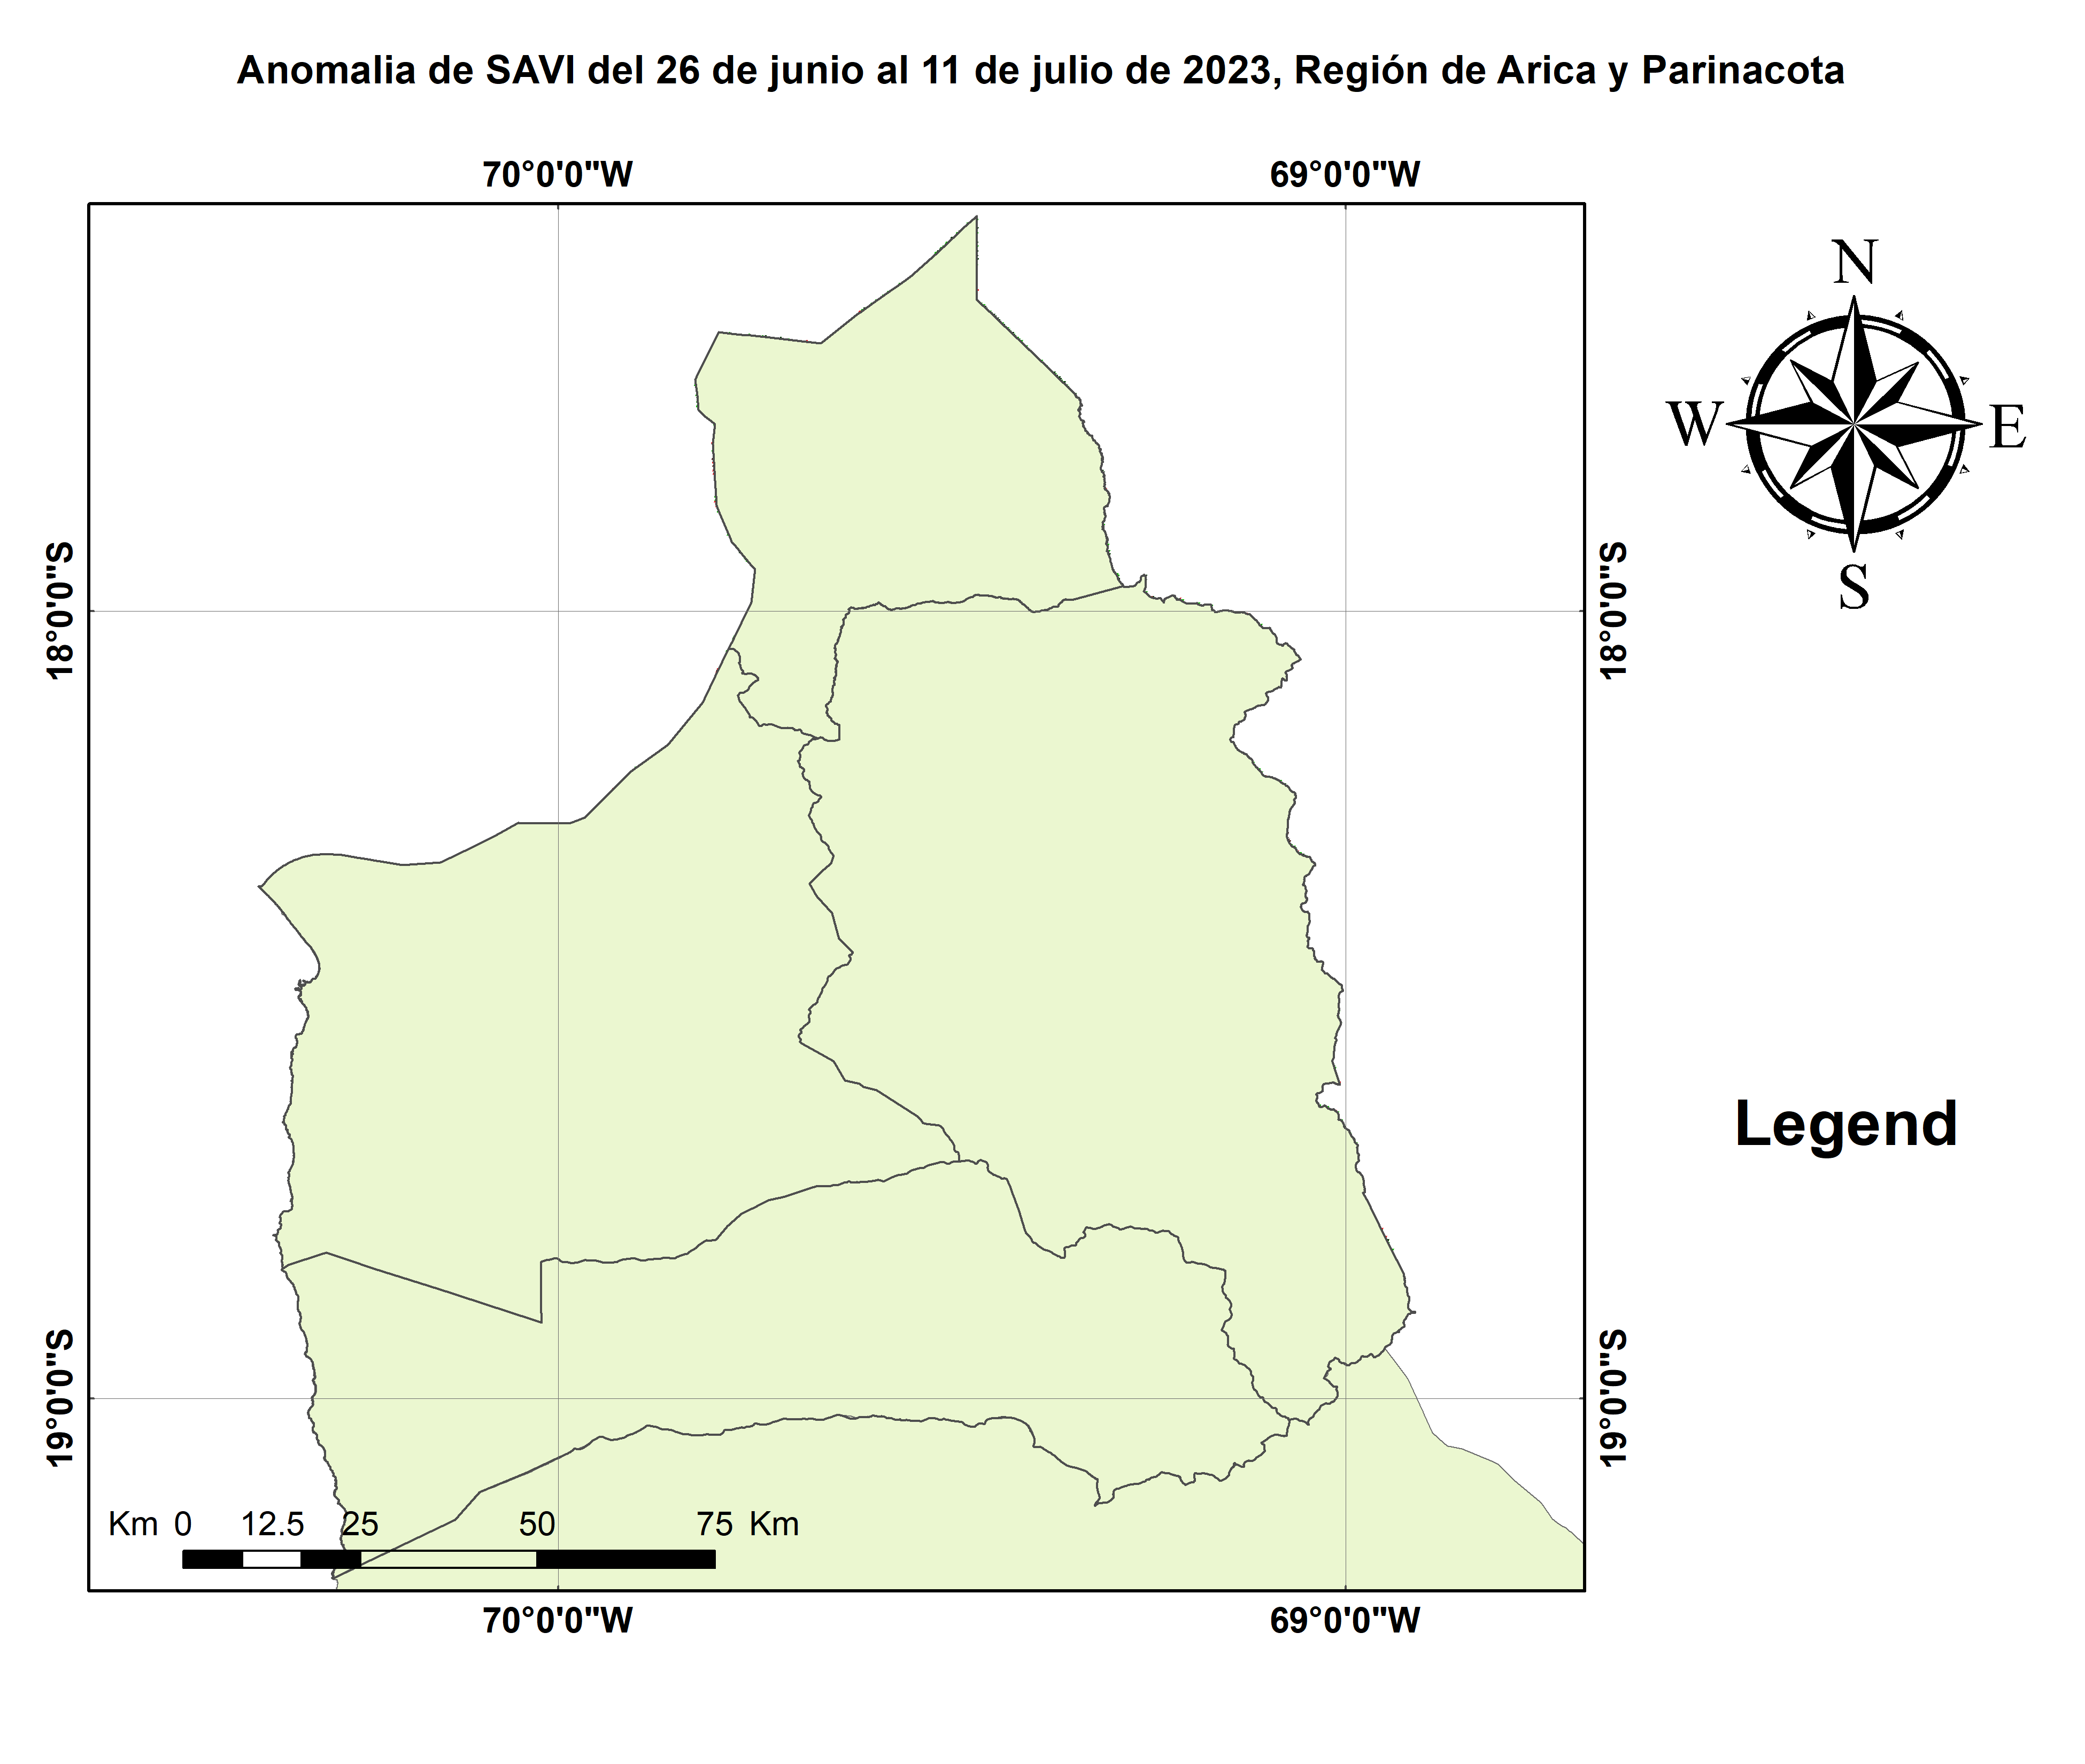 Anomalia de SAVI del 26 de junio al 11 de julio de 2023, Región de Arica y Parinacota
70°0'0"W 69°0'0"W
N
W E
S
18°0'0"S 18°0'0"S
Legend
19°0'0"S 19°0'0"S
Km 0 12.5 25 50 75 Km
70°0'0"W 69°0'0"W